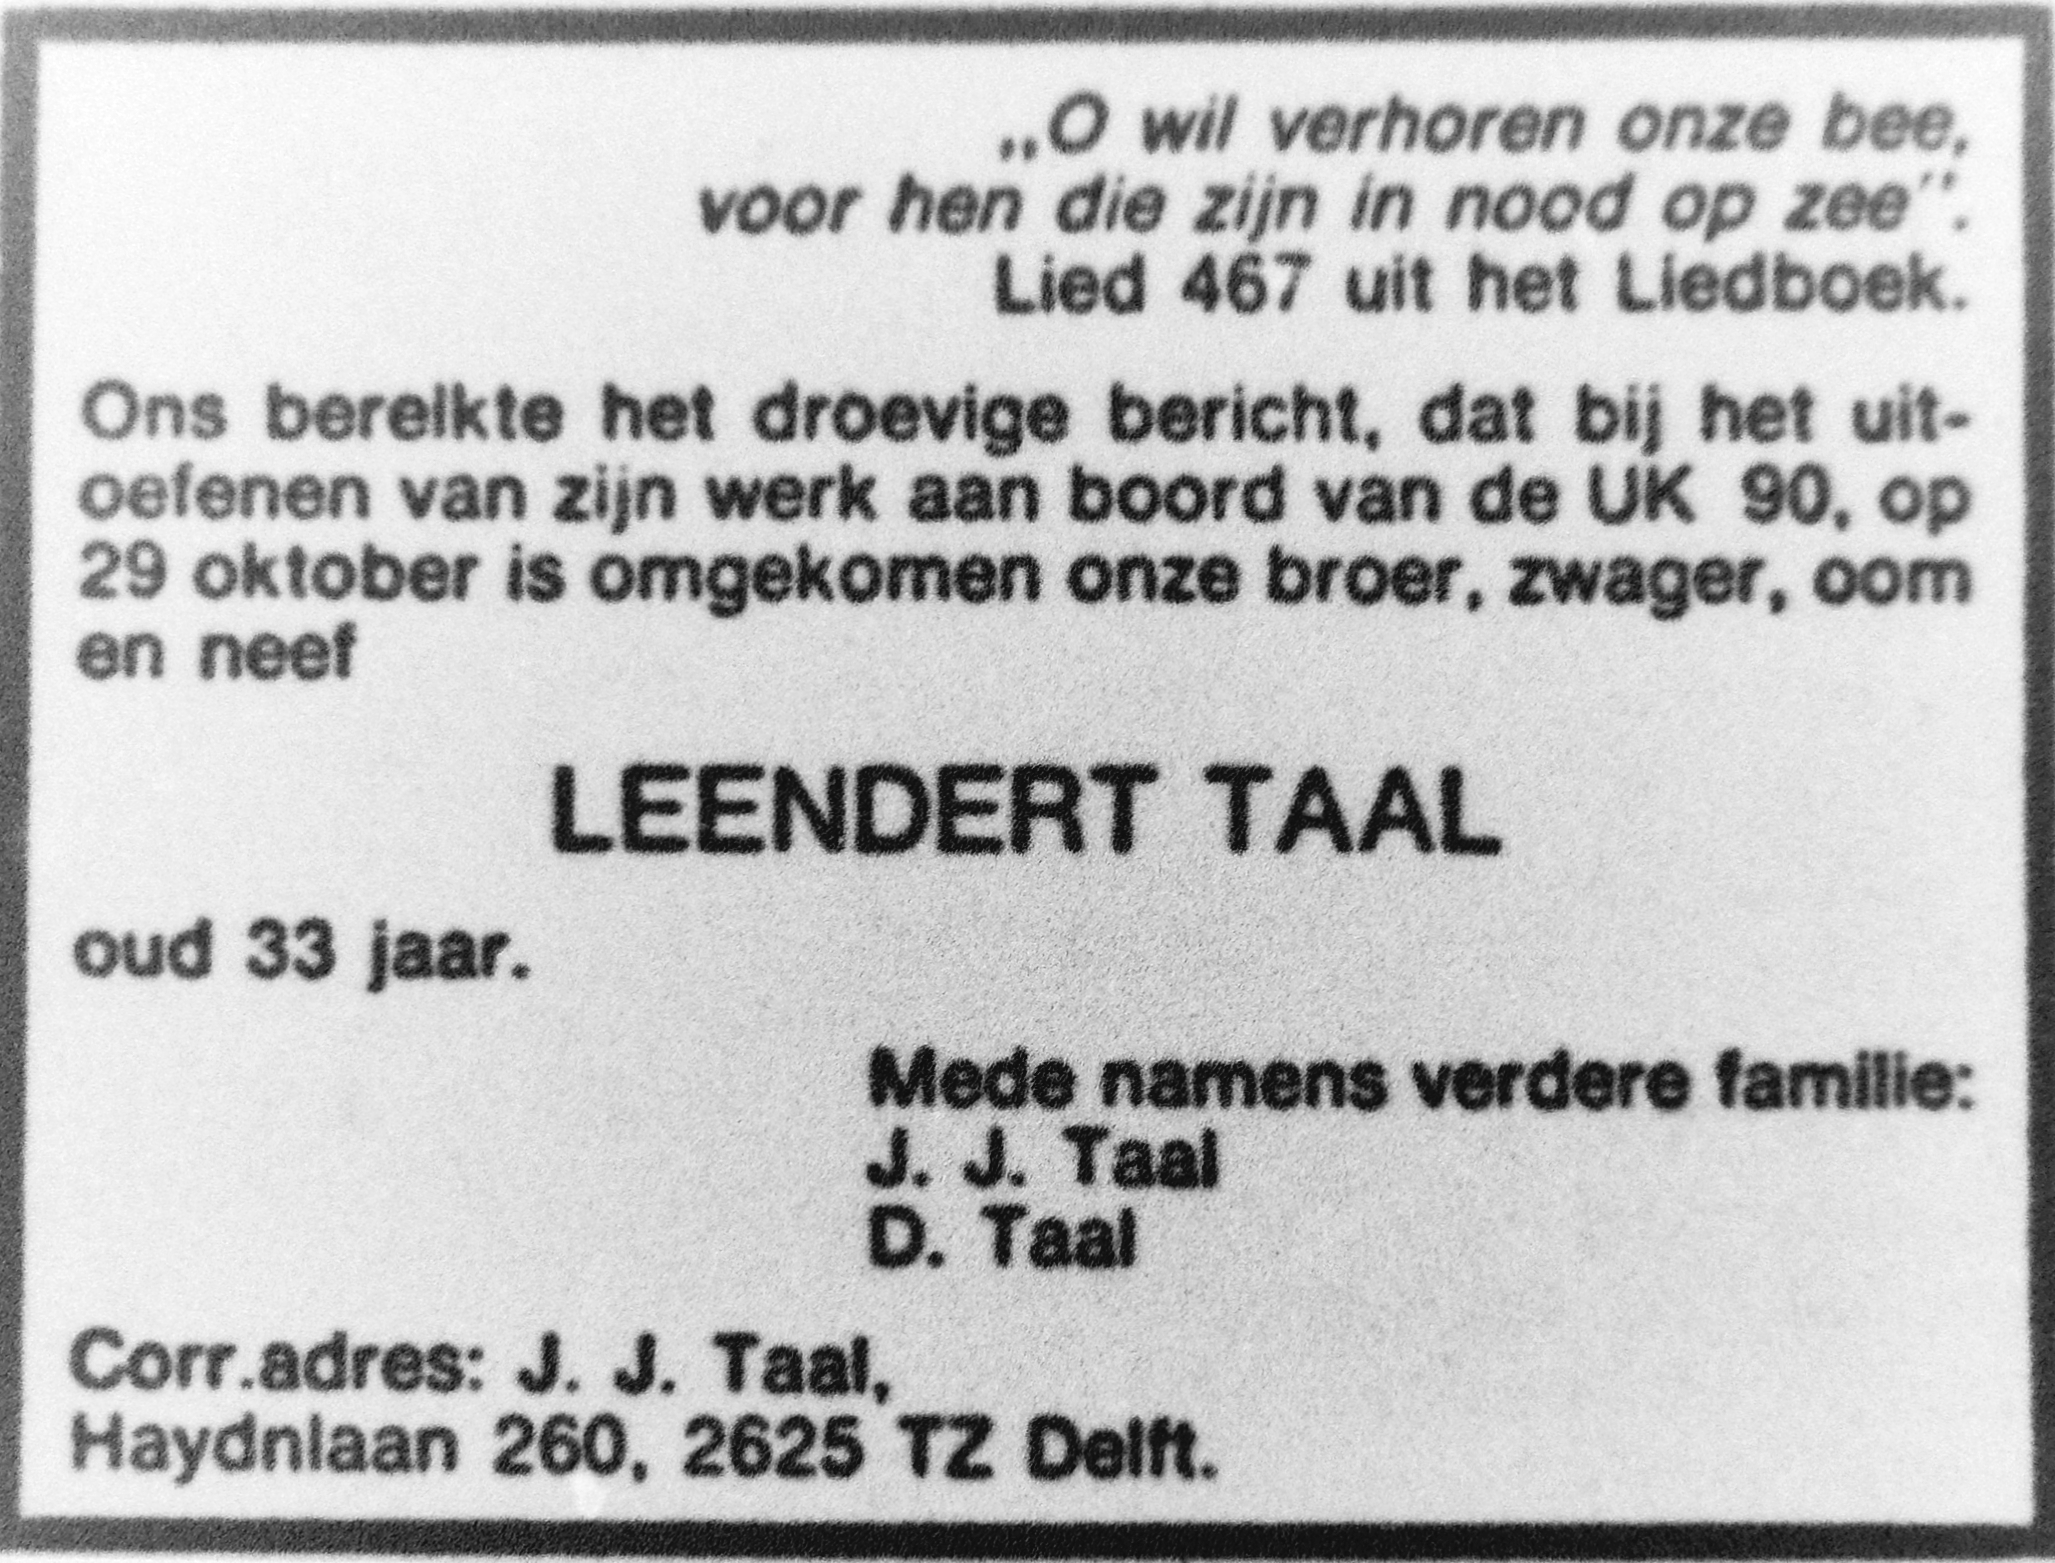 „O wil verhoren onze bee,
voor hen die zijn in nood op zee”.
Lied 467 uit het Liedboek.
Ons bereikte het droevige bericht, dat bij het uit-
oefenen van zijn werk aan boord van de UK 90, op
29 oktober is omgekomen onze broer, zwager, oom
en neef
LEENDERT TAAL
oud 33 jaar.
Mede namens verdere familie:
J. J. Taal
D. Taal
Corr.adres: J. J. Taal,
Haydnlaan 260, 2625 TZ Delft.